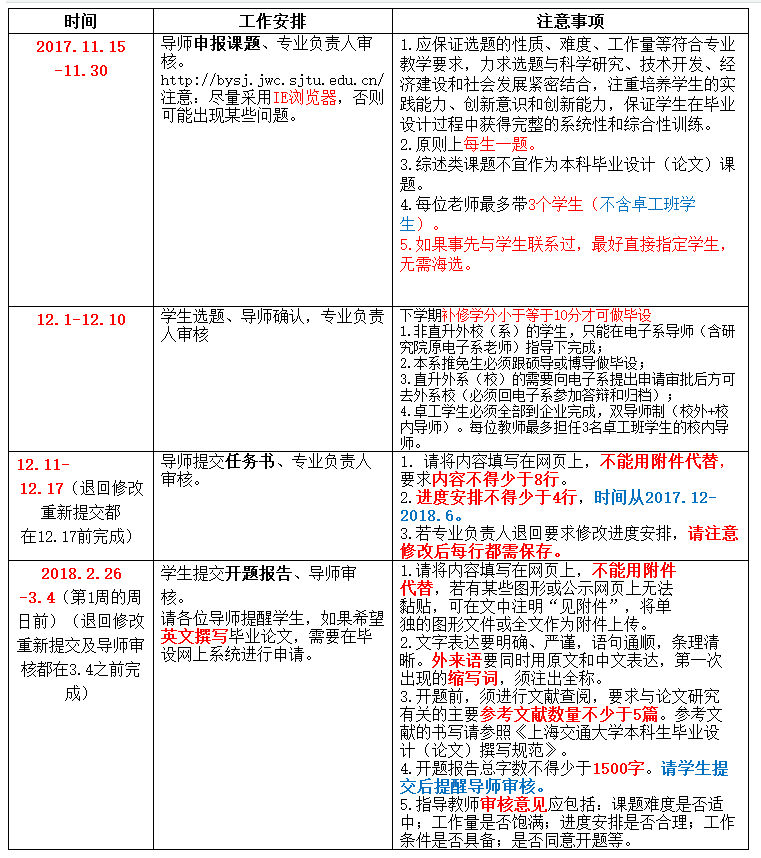 时间
工作安排
注意事项
2017.11.15
-11.30
导师申报课题、专业负责人审
核。
http://bysj.jwc.sjtu.edu.cn/
注意：尽量采用IE浏览器，否则
可能出现某些问题。
1.应保证选题的性质、难度、工作量等符合专业
教学要求，力求选题与科学研究、技术开发、经
济建设和社会发展紧密结合，注重培养学生的实
践能力、创新意识和创新能力，保证学生在毕业
设计过程中获得完整的系统性和综合性训练。
2.原则上每生一题。
3.综述类课题不宜作为本科毕业设计（论文）课
题。
4.每位老师最多带3个学生（不含卓工班学
生）。
5.如果事先与学生联系过，最好直接指定学生，
无需海选。
12.1-12.10
学生选题、导师确认，专业负责
人审核
下学期补修学分小于等于10分才可做毕设
1.非直升外校（系）的学生，只能在电子系导师（含研
究院原电子系老师）指导下完成；
2.本系推免生必须跟硕导或博导做毕设；
3.直升外系（校）的需要向电子系提出申请审批后方可
去外系校（必须回电子系参加答辩和归档）；
4.卓工学生必须全部到企业完成，双导师制（校外+校
内导师）。每位教师最多担任3名卓工班学生的校内导
师。
12.11-
12.17（退回修改
重新提交都
在12.17前完成）
导师提交任务书、专业负责人
审核。
1. 请将内容填写在网页上，不能用附件代替，
要求内容不得少于8行。
2.进度安排不得少于4行，时间从2017.12-
2018.6。
3.若专业负责人退回要求修改进度安排，请注意
修改后每行都需保存。
2018.2.26
-3.4（第1周的周
日前）（退回修改
重新提交及导师审
核都在3.4之前完
成）
学生提交开题报告、导师审
核。
请各位导师提醒学生，如果希望
英文撰写毕业论文，需要在毕
设网上系统进行申请。
1.请将内容填写在网页上，不能用附件
代替，若有某些图形或公示网页上无法
黏贴，可在文中注明“见附件”，将单
独的图形文件或全文作为附件上传。
2.文字表达要明确、严谨，语句通顺，条理清
晰。外来语要同时用原文和中文表达，第一次
出现的缩写词，须注出全称。
3.开题前，须进行文献查阅，要求与论文研究
有关的主要参考文献数量不少于5篇。参考文
献的书写请参照《上海交通大学本科生毕业设
计（论文）撰写规范》。
4.开题报告总字数不得少于1500字。请学生提
交后提醒导师审核。
5.指导教师审核意见应包括：课题难度是否适
中；工作量是否饱满；进度安排是否合理；工作
条件是否具备；是否同意开题等。